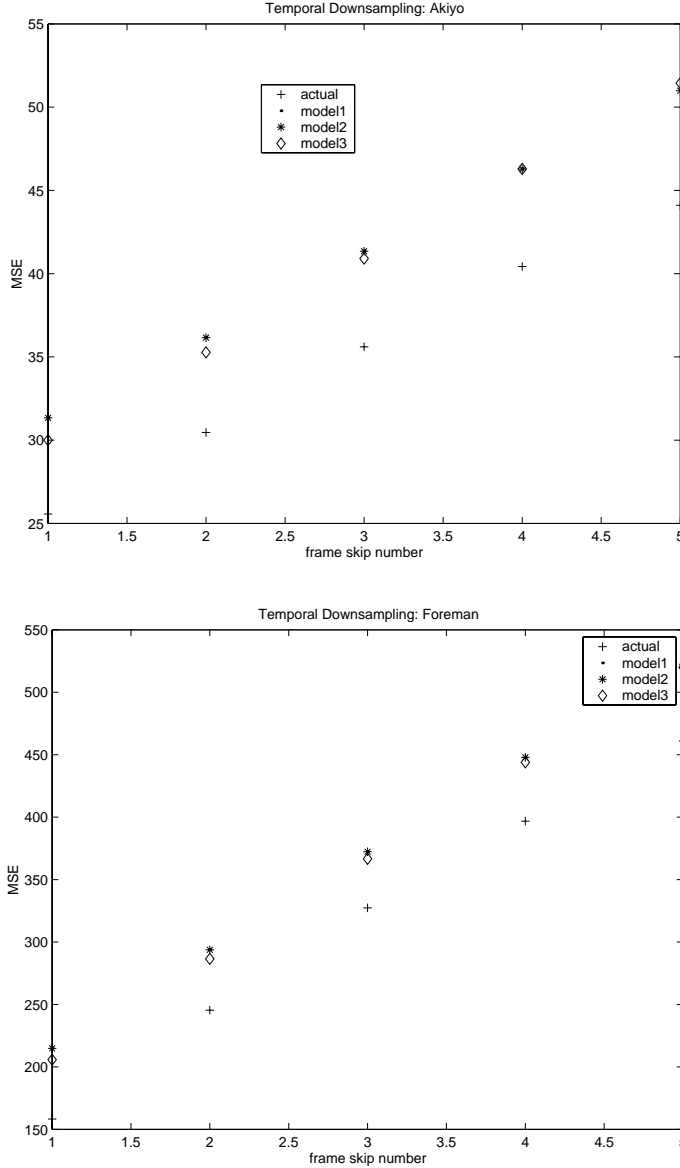 Temporal Downsampling: Akiyo
55
50
45
40
35
30
25
MSE
actual
model1
model2
model3
1 1.5 2 2.5 3 3.5 4 4.5 5
frame skip number
Temporal Downsampling: Foreman
550
500
450
400
350
300
250
200
150
MSE
actual
model1
model2
model3
1 1.5 2 2.5 3 3.5 4 4.5 5
frame skip number